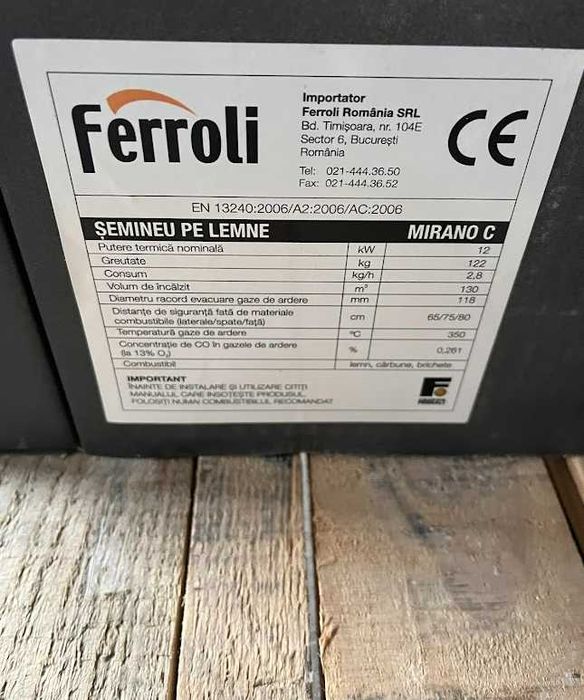 Ferroli
Importator
Ferroli România SRL
Bd. Timişoara, nr. 104E
Sector 6, Bucureşti
România
Tel: 021-444.36.50
Fax: 021-444.36.52
CE
EN 13240:2006/A2:2006/AC:2006
ŞEMINEU PE LEMNE MIRANO C
Putere termică nominală kW 12
Greutate kg 122
Consum kg/h 2,8
Volum de încălzit m³ 130
Diametru racord evacuare gaze de ardere mm 118
Distanţe de siguranţă faţă de materiale
combustibile (laterale/spate/faţă) cm 65/75/80
Temperatură gaze de ardere °C 350
Concentraţie de CO în gazele de ardere
(la 13% O₂) % 0,261
Combustibil lemn, cărbune, brichete
IMPORTANT
ÎNAINTE DE INSTALARE ŞI UTILIZARE CITIŢI
MANUALUL CARE ÎNSOŢEŞTE PRODUSUL.
FOLOSIŢI NUMAI COMBUSTIBILUL RECOMANDAT